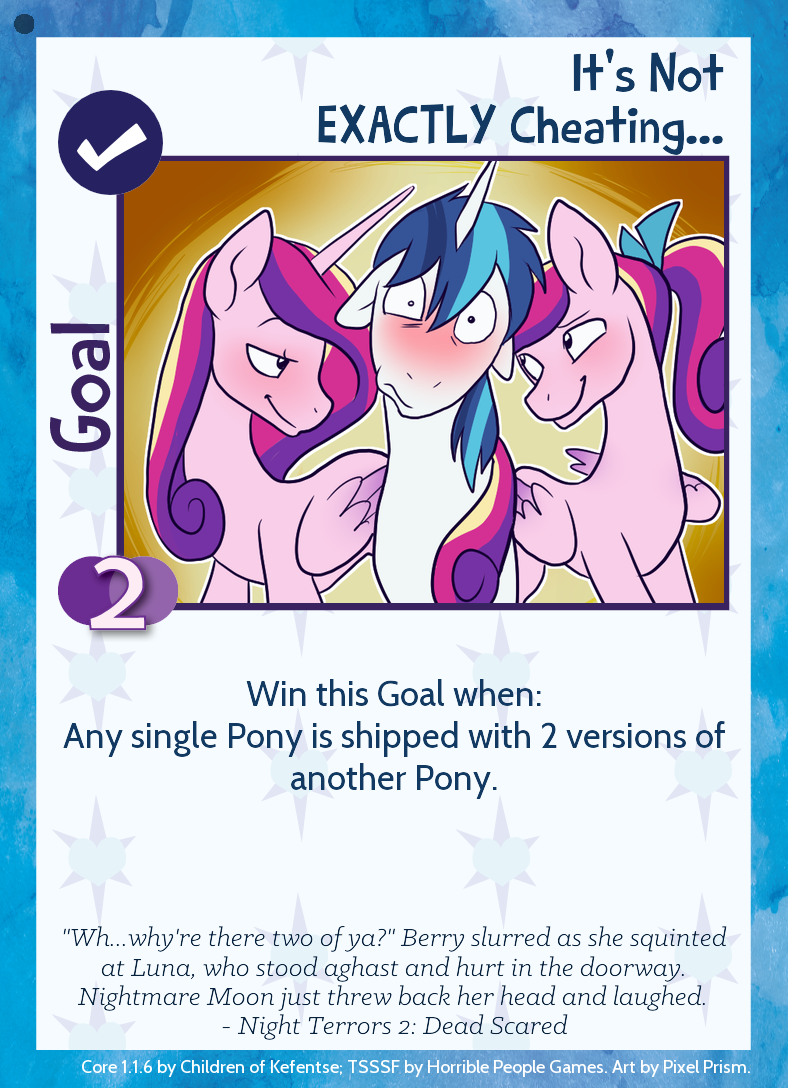 It's Not
EXACTLY Cheating...
Goal
2
Win this Goal when:
Any single Pony is shipped with 2 versions of
another Pony.
"Wh...why're there two of ya?" Berry slurred as she squinted
at Luna, who stood aghast and hurt in the doorway.
Nightmare Moon just threw back her head and laughed.
- Night Terrors 2: Dead Scared
Core 1.1.6 by Children of Kefentse; TSSSF by Horrible People Games. Art by Pixel Prism.